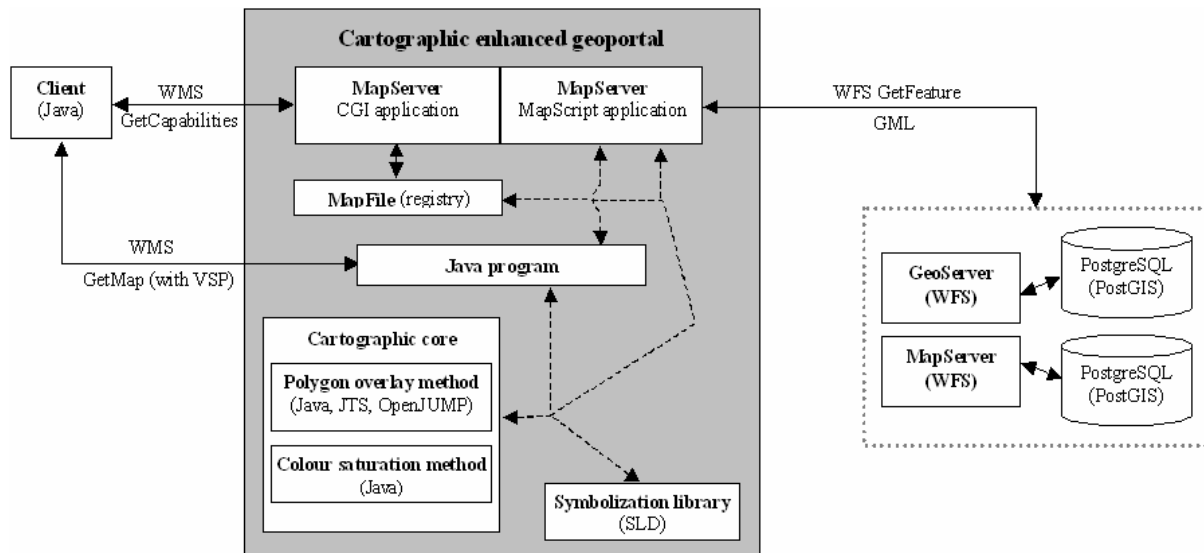 Cartographic enhanced geoportal
Client
(Java)
WMS
GetCapabilities
MapServer
CGI application
MapServer
MapScript application
WFS GetFeature
GML
MapFile (registry)
WMS
GetMap (with VSP)
Java program
GeoServer
(WFS)
PostgreSQL
(PostGIS)
MapServer
(WFS)
PostgreSQL
(PostGIS)
Cartographic core
Polygon overlay method
(Java, JTS, OpenJUMP)
Colour saturation method
(Java)
Symbolization library
(SLD)